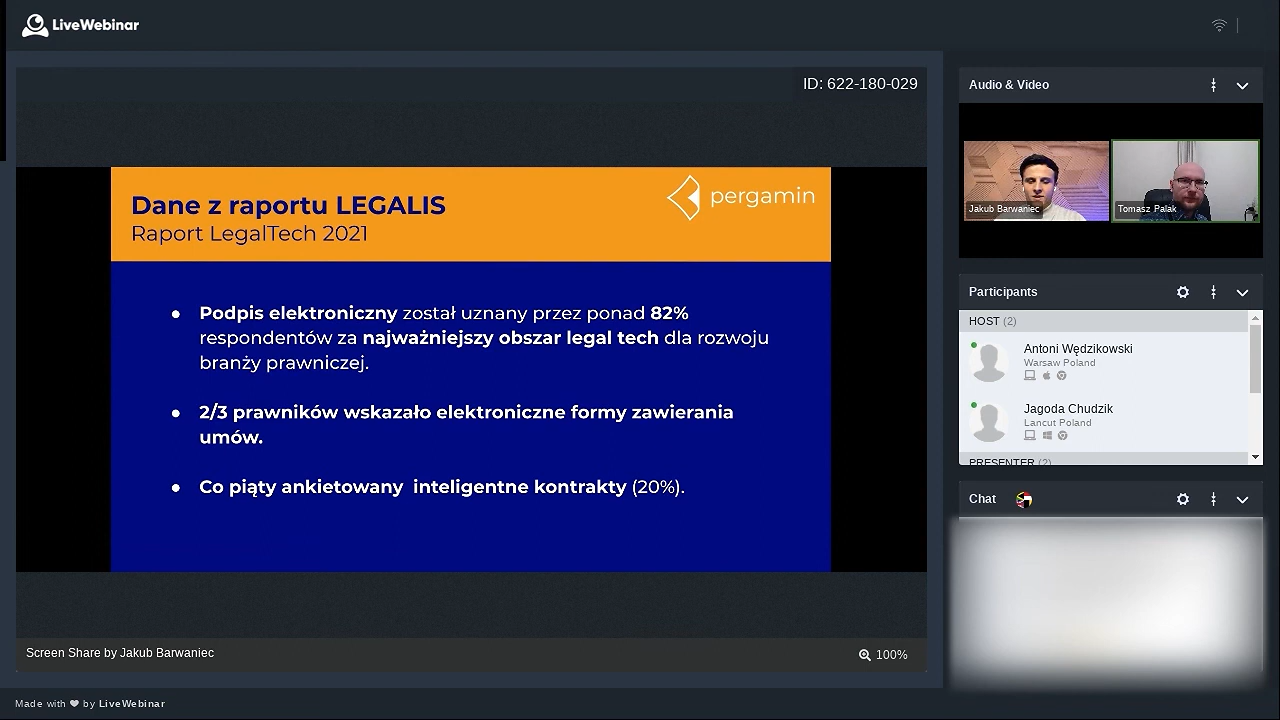 LiveWebinar
ID: 622-180-029
Dane z raportu LEGALIS
Raport LegalTech 2021
pergamin
● Podpis elektroniczny został uznany przez ponad 82%
respondentów za najważniejszy obszar legal tech dla rozwoju
branży prawniczej.
● 2/3 prawników wskazało elektroniczne formy zawierania
umów.
● Co piąty ankietowany inteligentne kontrakty (20%).
Screen Share by Jakub Barwaniec
100%
Audio & Video
Jakub Barwaniec
Tomasz Palak
Participants
HOST (2)
Antoni Wędzikowski
Warsaw Poland
Jagoda Chudzik
Lancut Poland
PRESENTER (2)
Chat
Made with ❤ by LiveWebinar